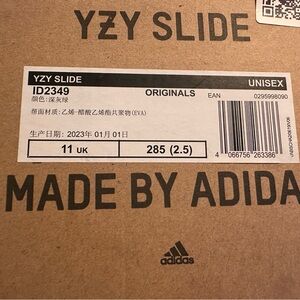 YZY SLIDE
YZY SLIDE UNISEX
ID2349 ORIGINALS EAN 0295998090
颜色:深灰绿
帮面材质:乙烯-醋酸乙烯酯共聚物(EVA)
生产日期: 2023年 01月 01日
11 UK 285 (2.5)
4 066756 263386
MADE BY ADIDA
adidas